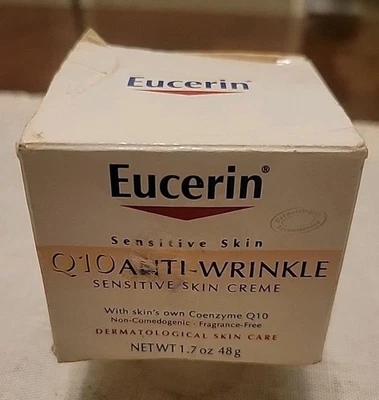 Eucerin®
Eucerin®
Sensitive Skin
Q10 ANTI-WRINKLE
SENSITIVE SKIN CREME
With skin's own Coenzyme Q10
Non-Comedogenic · Fragrance-Free
DERMATOLOGICAL SKIN CARE
NET WT 1.7 oz 48g